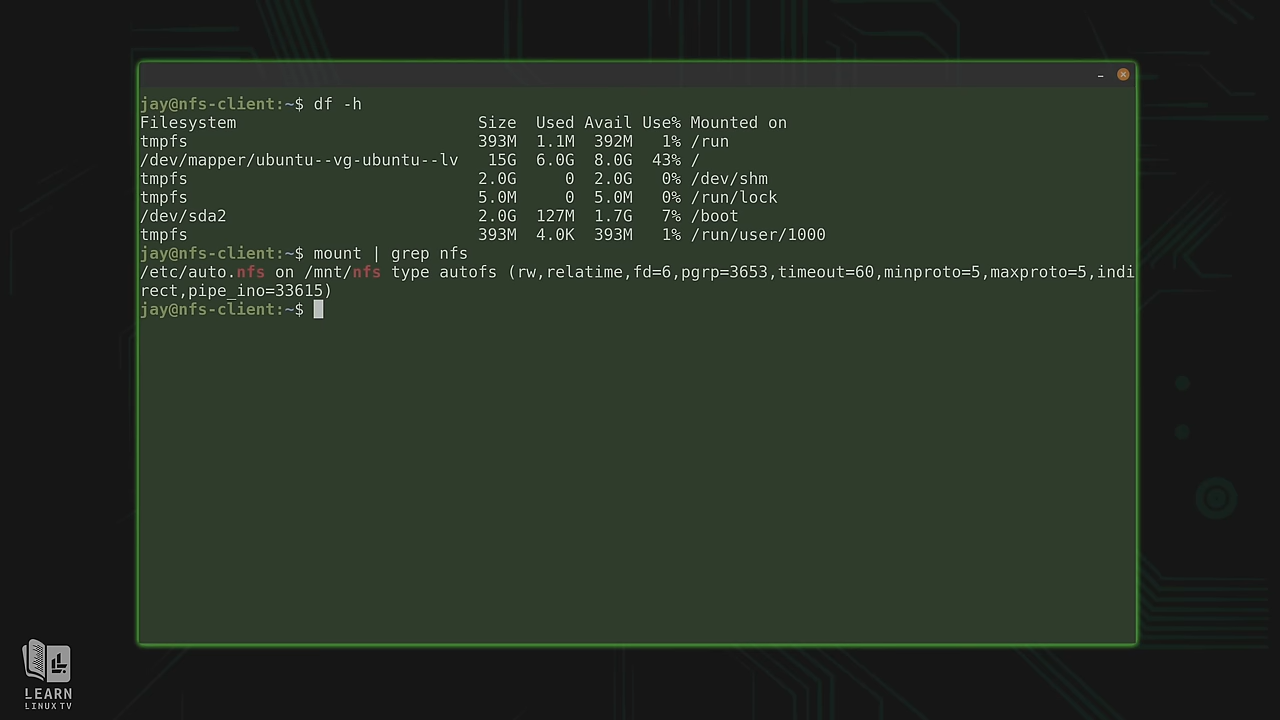 jay@nfs-client:~$ df -h
Filesystem                         Size  Used Avail Use% Mounted on
tmpfs                              393M  1.1M  392M   1% /run
/dev/mapper/ubuntu--vg-ubuntu--lv   15G  6.0G  8.0G  43% /
tmpfs                              2.0G     0  2.0G   0% /dev/shm
tmpfs                              5.0M     0  5.0M   0% /run/lock
/dev/sda2                          2.0G  127M  1.7G   7% /boot
tmpfs                              393M  4.0K  393M   1% /run/user/1000
jay@nfs-client:~$ mount | grep nfs
/etc/auto.nfs on /mnt/nfs type autofs (rw,relatime,fd=6,pgrp=3653,timeout=60,minproto=5,maxproto=5,indi
rect,pipe_ino=33615)
jay@nfs-client:~$
LEARN
LINUX TV